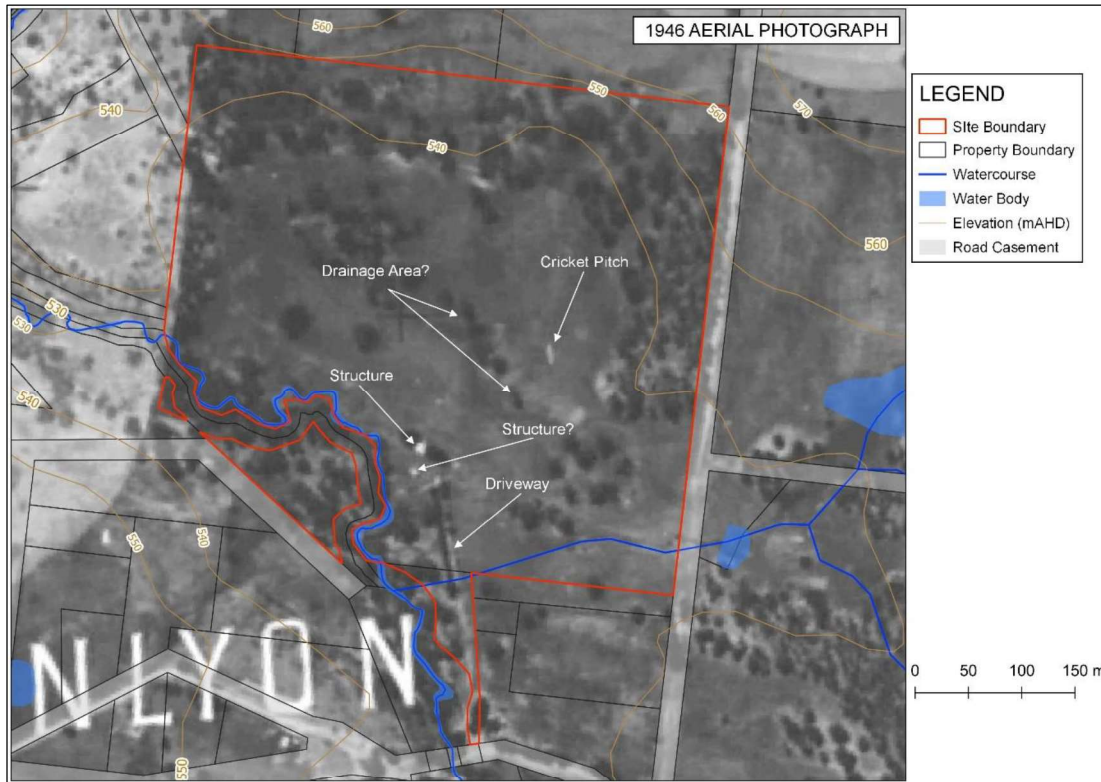 1946 AERIAL PHOTOGRAPH
560
550
560
570
540
540
560
530
530
540
540
550
550
Drainage Area?
Cricket Pitch
Structure
Structure?
Driveway
NLYON
LEGEND
Site Boundary
Property Boundary
Watercourse
Water Body
Elevation (mAHD)
Road Casement
0 50 100 150 m